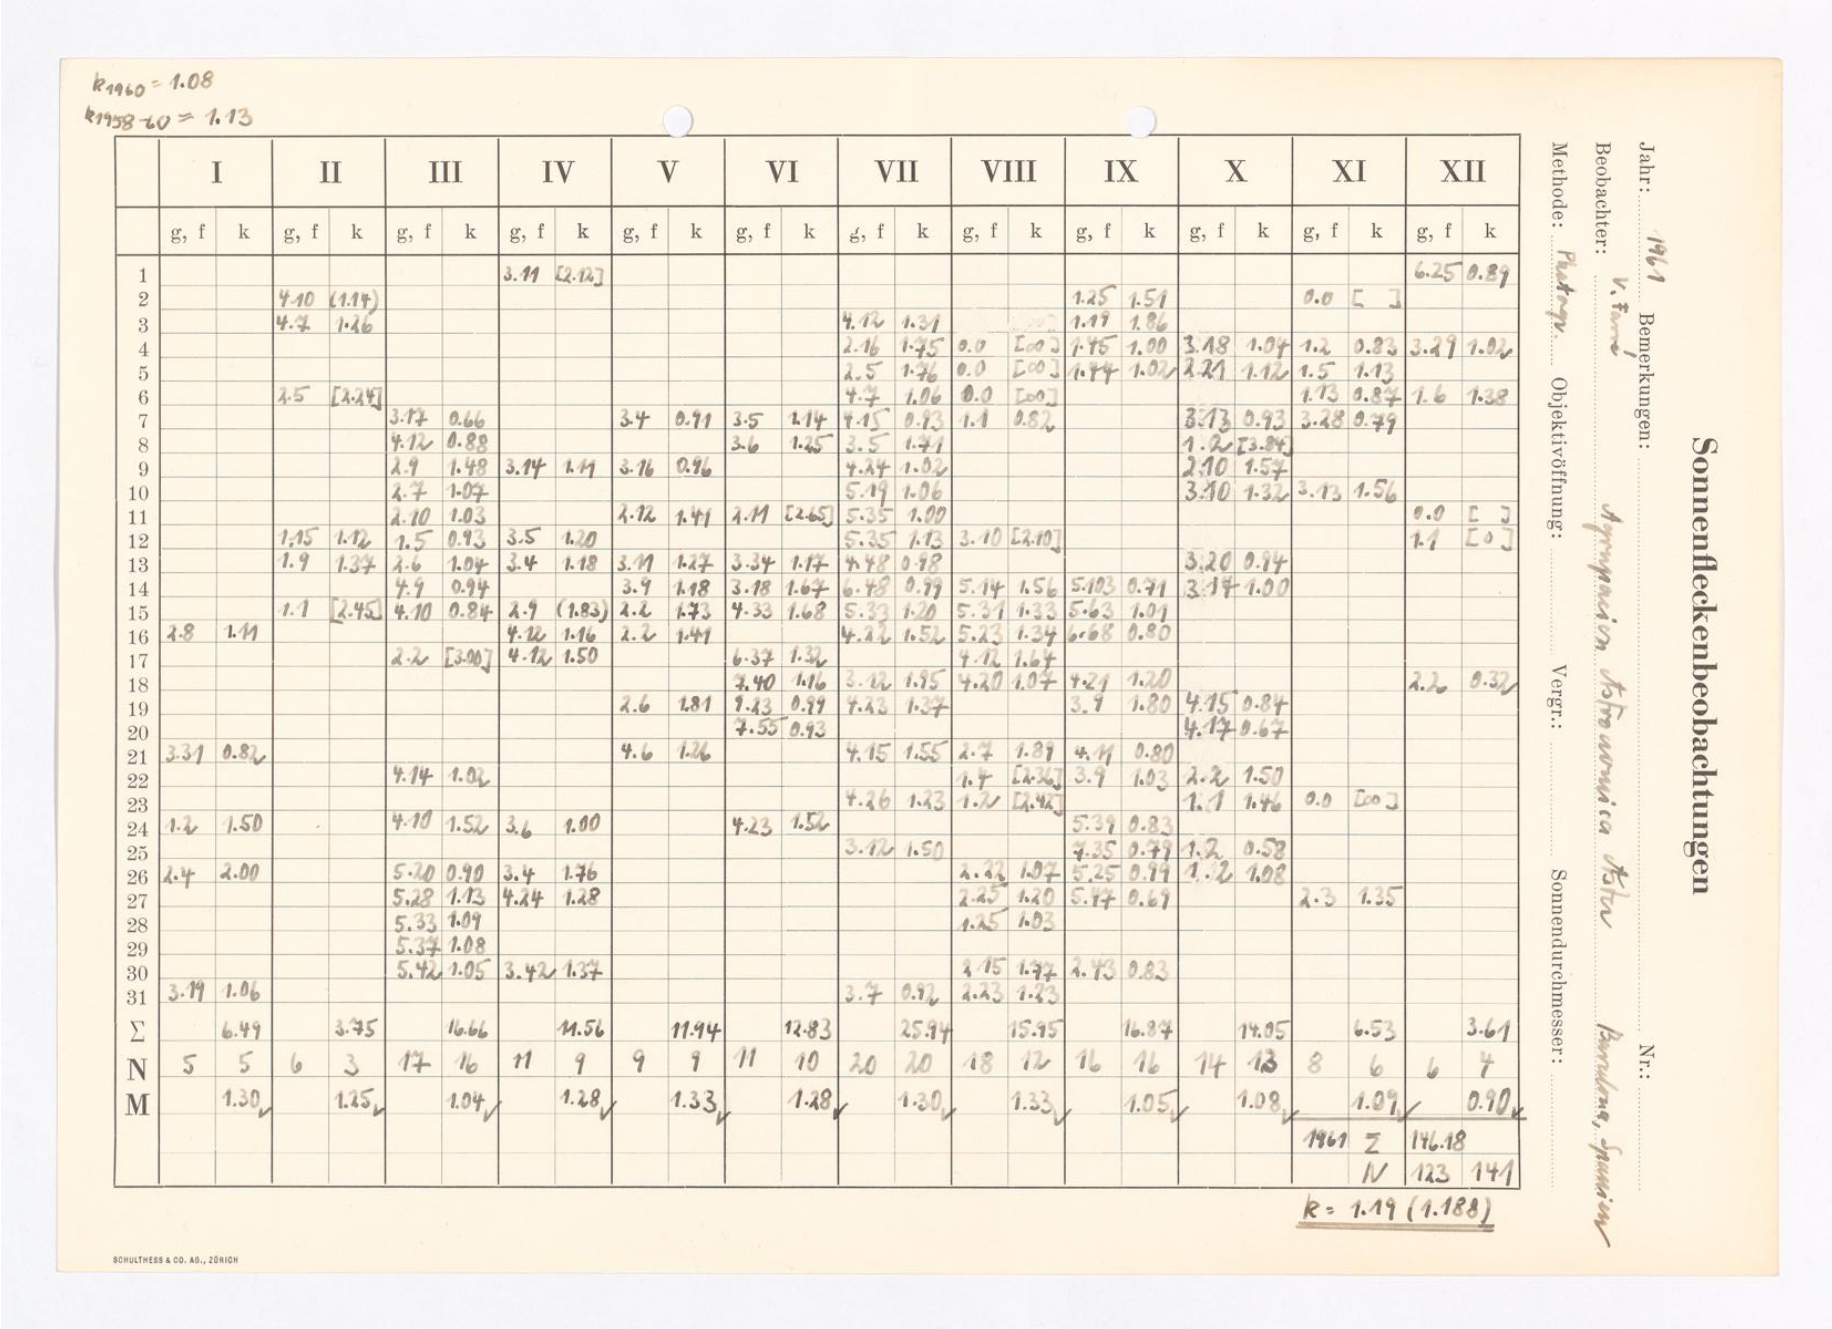 k1960 = 1.08
k1958-60 = 1.13
I II III IV V VI VII VIII IX X XI XII
g, f k g, f k g, f k g, f k g, f k g, f k g, f k g, f k g, f k g, f k g, f k g, f k
1 3.11 [2.12] 6.25 0.89
2 4.10 (1.14) 1.25 1.51 0.0 [ ]
3 4.7 1.26 4.12 1.31 1.19 1.86
4 2.16 1.75 0.0 [∞] 1.45 1.00 3.18 1.04 1.2 0.83 3.29 1.02
5 2.5 1.76 0.0 [∞] 1.44 1.02 2.21 1.12 1.5 1.13
6 2.5 [2.24] 4.7 1.06 0.0 [∞] 1.13 0.87 1.6 1.38
7 3.17 0.66 3.4 0.91 3.5 1.14 4.15 0.93 1.1 0.82 3.13 0.93 3.28 0.79
8 4.12 0.88 3.6 1.25 3.5 1.71 1.2 [3.84]
9 2.9 1.48 3.14 1.11 3.16 0.96 4.24 1.02 2.10 1.57
10 2.7 1.07 5.19 1.06 3.10 1.32 3.13 1.56
11 2.10 1.03 2.12 1.41 2.11 [2.65] 5.35 1.00 0.0 [ ]
12 1.15 1.12 1.5 0.93 3.5 1.20 5.35 1.13 3.10 [2.10] 1.1 [0]
13 1.9 1.37 2.6 1.04 3.4 1.18 3.11 1.27 3.34 1.17 4.48 0.98 3.20 0.94
14 4.9 0.94 3.9 1.18 3.18 1.67 6.48 0.99 5.14 1.56 5.103 0.71 3.17 1.00
15 1.1 [2.45] 4.10 0.84 2.9 (1.83) 2.2 1.73 4.33 1.68 5.33 1.20 5.31 1.33 5.63 1.01
16 2.8 1.11 4.12 1.16 2.2 1.41 4.22 1.52 5.23 1.34 6.68 0.80
17 2.2 [3.00] 4.12 1.50 6.37 1.32 4.12 1.64
18 7.40 1.16 3.12 1.95 4.20 1.07 4.21 1.20 2.2 0.32
19 2.6 1.81 0.99 4.23 1.37 3.9 1.80 4.15 0.84
20 7.55 0.93 4.17 0.67
21 3.31 0.82 4.6 1.26 4.15 1.55 2.7 1.89 4.11 0.80
22 4.14 1.02 1.4 [2.36] 3.9 1.03 2.2 1.50
23 4.26 1.23 1.2 [2.42] 1.1 1.46 0.0 [∞]
24 1.2 1.50 4.10 1.52 3.6 1.00 4.23 1.52 5.39 0.83
25 3.12 1.50 7.35 0.79 1.2 0.58
26 2.4 2.00 5.20 0.90 3.4 1.76 2.22 1.07 5.25 0.99 1.2 1.08
27 5.28 1.13 4.24 1.28 2.25 1.20 5.47 0.69 2.3 1.35
28 5.33 1.09 1.25 1.03
29 5.37 1.08
30 5.42 1.05 3.42 1.37 2.15 1.77 2.43 0.83
31 3.19 1.06 3.7 0.92 2.23 1.23
Σ 6.49 3.75 16.66 11.56 11.94 12.83 25.94 15.95 16.87 14.05 6.53 3.61
N 5 5 6 3 17 16 11 9 9 9 11 10 20 20 18 12 16 16 14 13 8 6 6 4
M 1.30 1.25 1.04 1.28 1.33 1.28 1.30 1.33 1.05 1.08 1.09 0.90
1961 Σ 146.18
N 123 141
k = 1.19 (1.188)
SCHULTHESS & CO. AG., ZÜRICH
Sonnenfleckenbeobachtungen
Jahr: 1961 Bemerkungen: Nr.:
Beobachter: V. Agrupacion Astronomica Aster Barcelona, Spanien
Methode: Photogr. Objektivöffnung: Vergr.: Sonnendurchmesser: